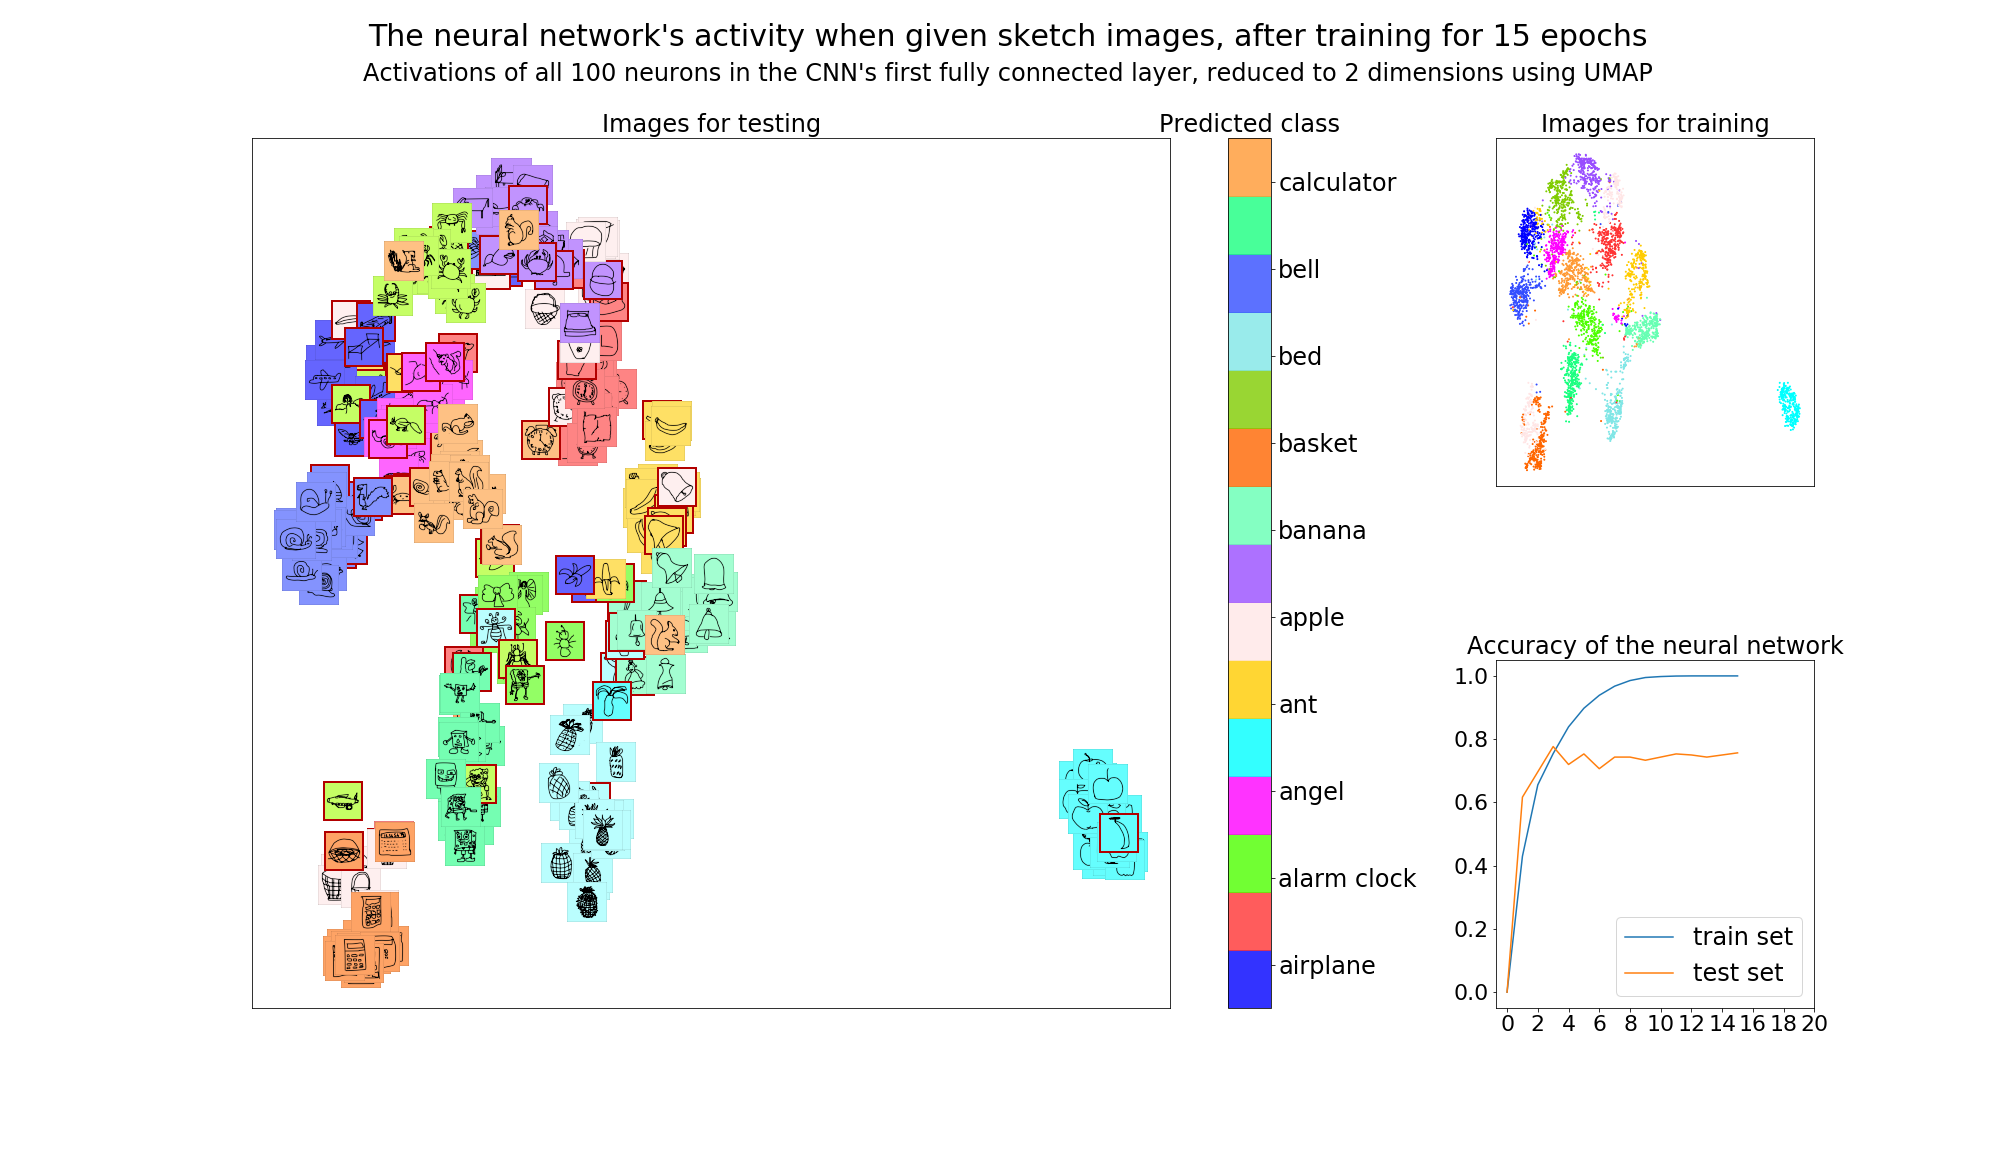 The neural network's activity when given sketch images, after training for 15 epochs
Activations of all 100 neurons in the CNN's first fully connected layer, reduced to 2 dimensions using UMAP
Images for testing
Predicted class
calculator
bell
bed
basket
banana
apple
ant
angel
alarm clock
airplane
Images for training
Accuracy of the neural network
1.0
0.8
0.6
0.4
0.2
0.0
train set
test set
0 2 4 6 8 10 12 14 16 18 20